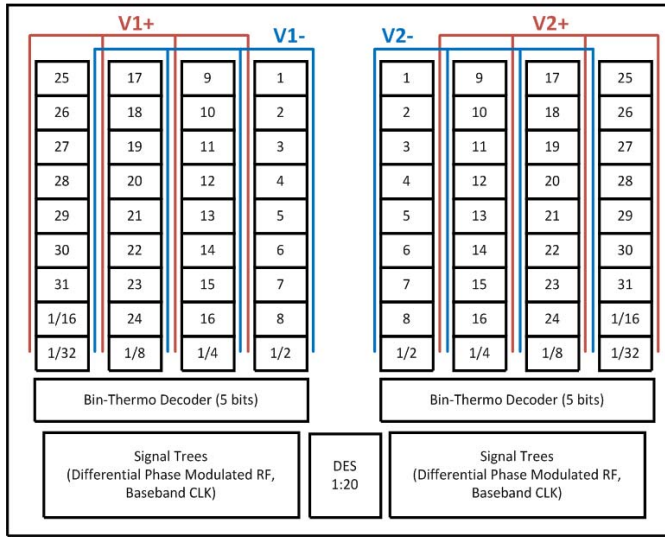 V1+ V1- V2- V2+
25 17 9 1 1 9 17 25
26 18 10 2 2 10 18 26
27 19 11 3 3 11 19 27
28 20 12 4 4 12 20 28
29 21 13 5 5 13 21 29
30 22 14 6 6 14 22 30
31 23 15 7 7 15 23 31
1/16 24 16 8 8 16 24 1/16
1/32 1/8 1/4 1/2 1/2 1/4 1/8 1/32
Bin-Thermo Decoder (5 bits) Bin-Thermo Decoder (5 bits)
Signal Trees
(Differential Phase Modulated RF,
Baseband CLK)
DES
1:20
Signal Trees
(Differential Phase Modulated RF,
Baseband CLK)